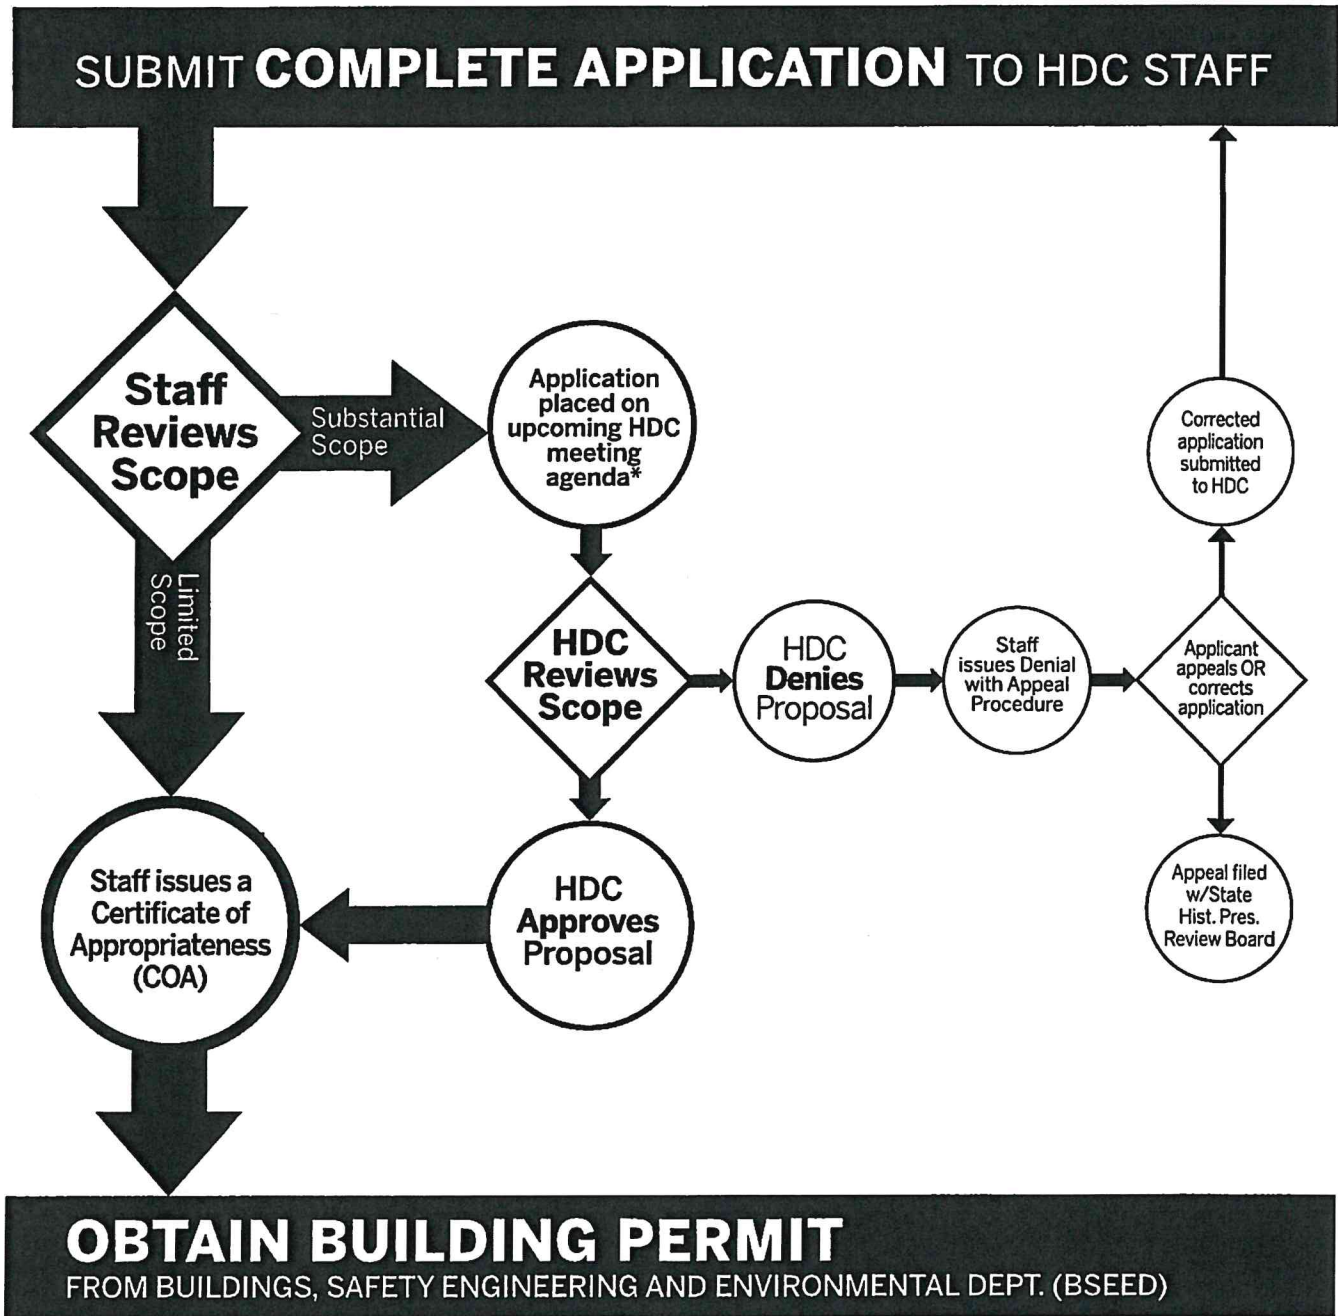 SUBMIT COMPLETE APPLICATION TO HDC STAFF
Staff
Reviews
Scope
Substantial
Scope
Application
placed on
upcoming HDC
meeting
agenda*
Corrected
application
submitted
to HDC
Limited
Scope
HDC
Reviews
Scope
HDC
Denies
Proposal
Staff
issues Denial
with Appeal
Procedure
Applicant
appeals OR
corrects
application
Staff issues a
Certificate of
Appropriateness
(COA)
HDC
Approves
Proposal
Appeal filed
w/State
Hist. Pres.
Review Board
OBTAIN BUILDING PERMIT
FROM BUILDINGS, SAFETY ENGINEERING AND ENVIRONMENTAL DEPT. (BSEED)